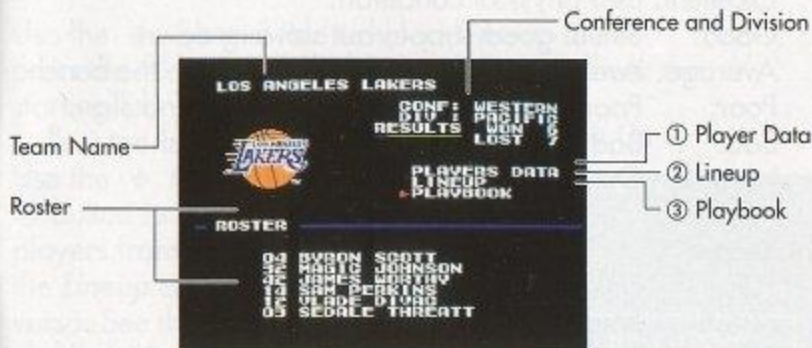 Conference and Division
LOS ANGELES LAKERS
CONF: WESTERN
DIV : PACIFIC
RESULTS WON 6
LOST 7
Team Name
LOS ANGELES
LAKERS
① Player Data
PLAYERS DATA
② Lineup
LINEUP
③ Playbook
PLAYBOOK
Roster
ROSTER
04 BYRON SCOTT
32 MAGIC JOHNSON
42 JAMES WORTHY
14 SAM PERKINS
12 VLADE DIVAC
03 SEDALE THREATT